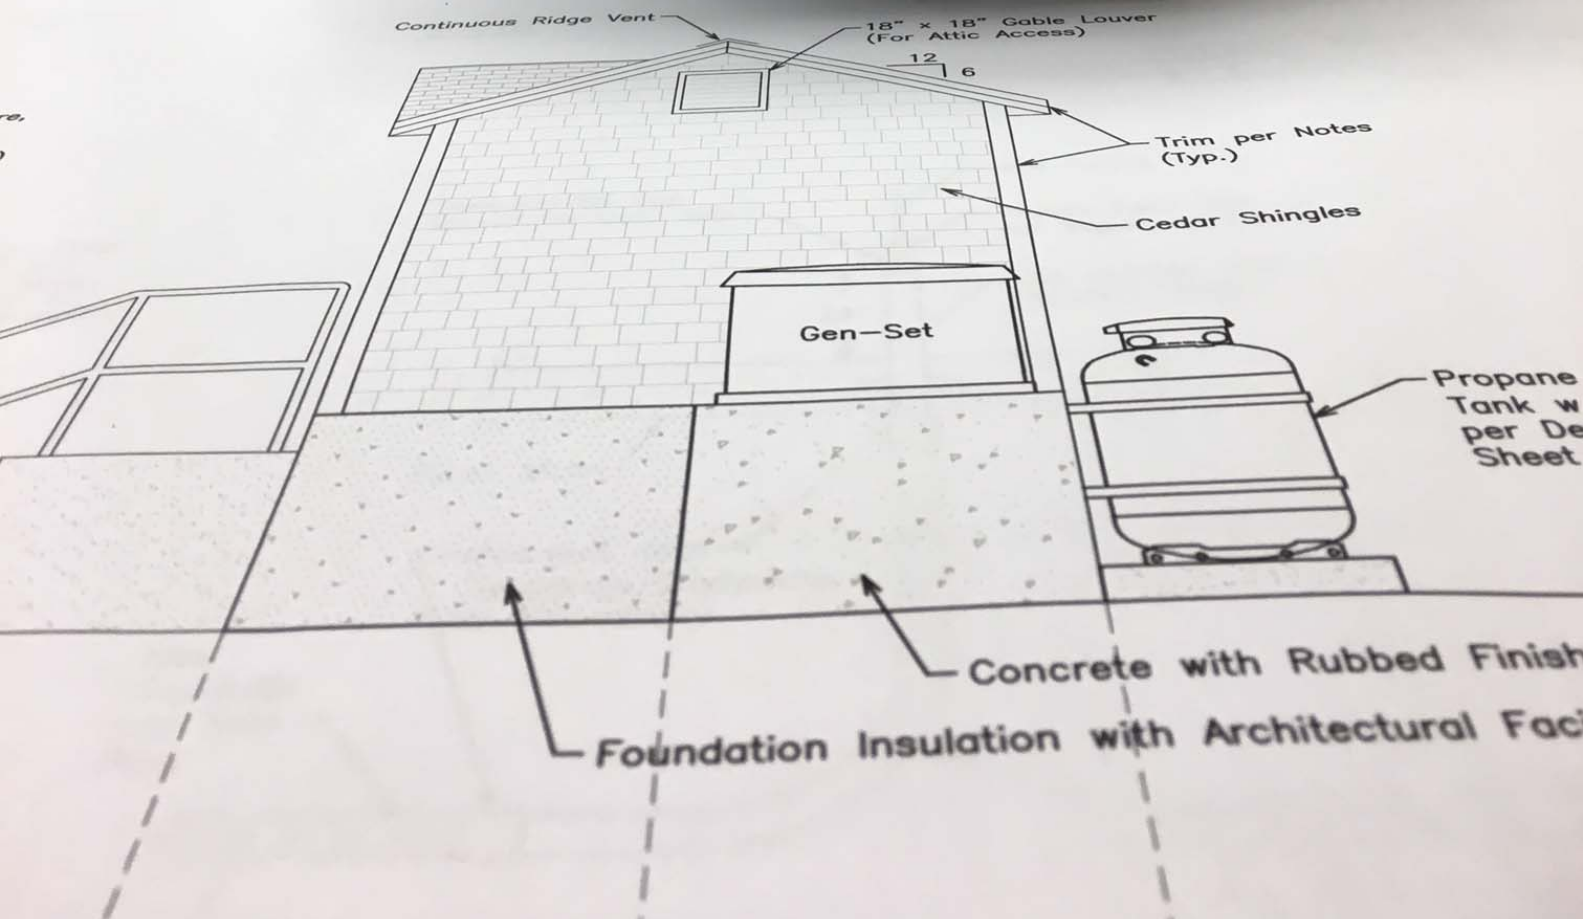 Continuous Ridge Vent
18" × 18" Gable Louver
(For Attic Access)
12
6
Trim per Notes
(Typ.)
Cedar Shingles
Gen-Set
Propane
Tank w
per De
Sheet
Concrete with Rubbed Finish
Foundation Insulation with Architectural Faci